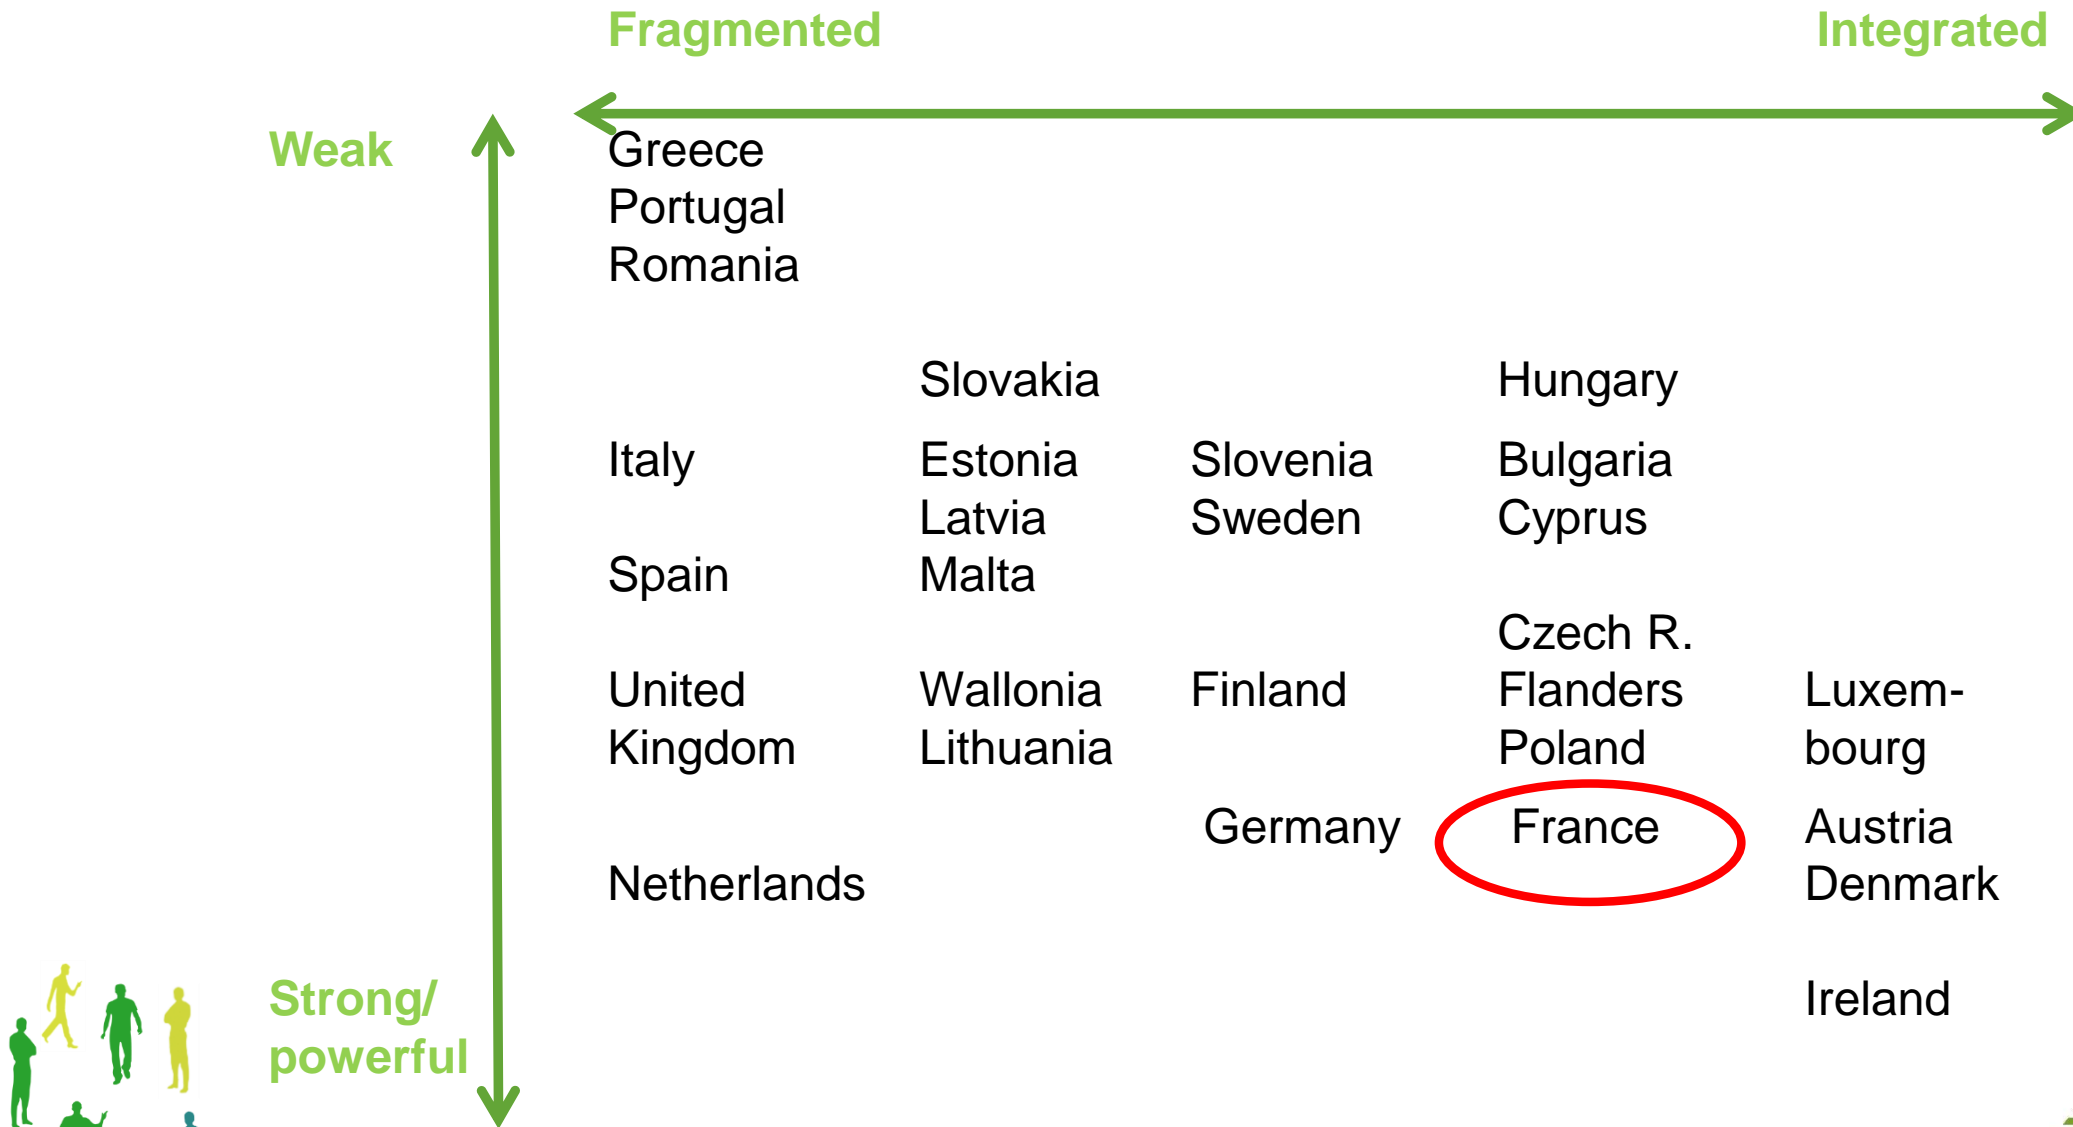 Fragmented Integrated
Weak
Greece
Portugal
Romania
Slovakia Hungary
Italy Estonia Slovenia Bulgaria
Latvia Sweden Cyprus
Spain Malta
Czech R.
United Wallonia Finland Flanders Luxem-
Kingdom Lithuania Poland bourg
Germany France Austria
Netherlands Denmark
Strong/ Ireland
powerful